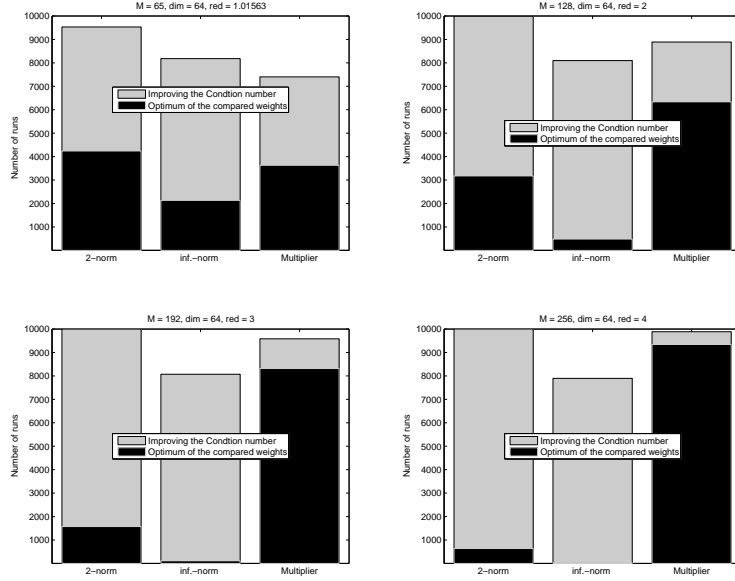 M = 65, dim = 64, red = 1.01563
10000
9000
8000
7000
6000
5000
4000
3000
2000
1000
Number of runs
Improving the Condtion number
Optimum of the compared weights
2−norm inf.−norm Multiplier
M = 128, dim = 64, red = 2
10000
9000
8000
7000
6000
5000
4000
3000
2000
1000
Number of runs
Improving the Condtion number
Optimum of the compared weights
2−norm inf.−norm Multiplier
M = 192, dim = 64, red = 3
10000
9000
8000
7000
6000
5000
4000
3000
2000
1000
Number of runs
Improving the Condtion number
Optimum of the compared weights
2−norm inf.−norm Multiplier
M = 256, dim = 64, red = 4
10000
9000
8000
7000
6000
5000
4000
3000
2000
1000
Number of runs
Improving the Condtion number
Optimum of the compared weights
2−norm inf.−norm Multiplier